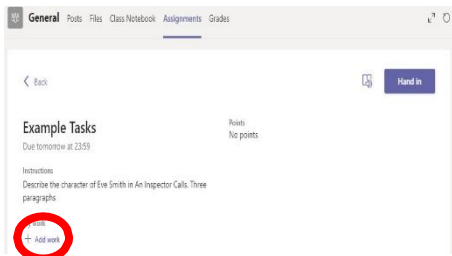 General Posts Files Class Notebook Assignments Grades
Back
Hand in
Example Tasks
Due tomorrow at 23:59
Points
No points
Instructions
Describe the character of Eve Smith in An Inspector Calls. Three
paragraphs
+ Add work